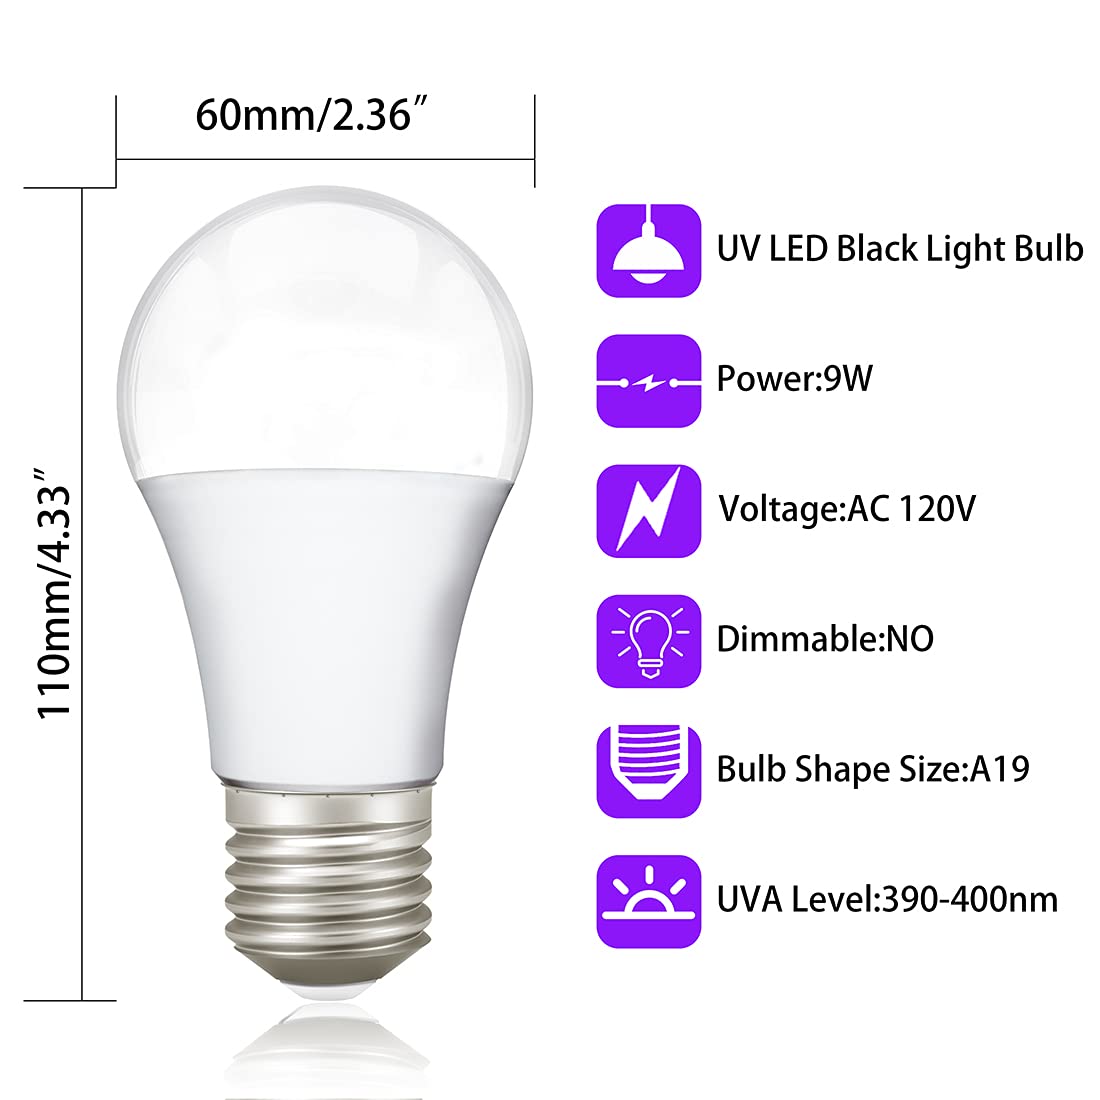 60mm/2.36″
110mm/4.33″
UV LED Black Light Bulb
Power:9W
Voltage:AC 120V
Dimmable:NO
Bulb Shape Size:A19
UVA Level:390-400nm